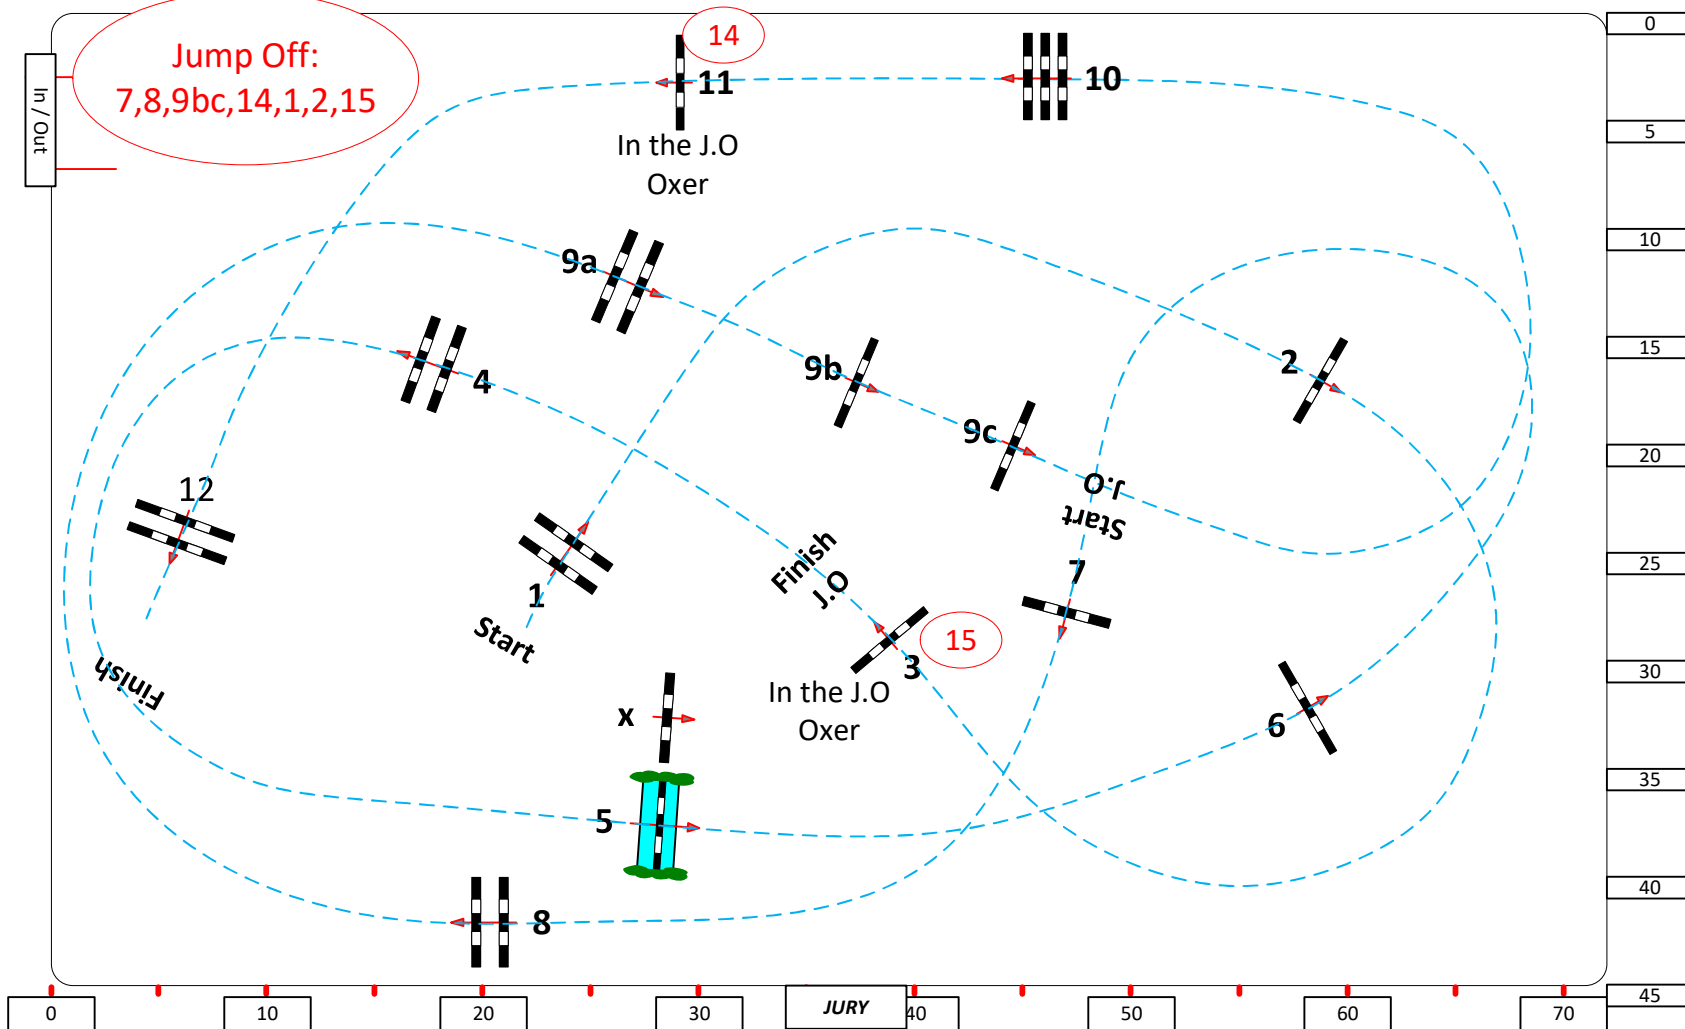 Jump Off:
7,8,9bc,14,1,2,15
In / Out
14
11
10
In the J.O
Oxer
9a
4
9b
9c
2
12
1
Start
Finish
J.O
Start
J.O
7
3
15
In the J.O
Oxer
Finish
x
5
6
8
0
5
10
15
20
25
30
35
40
45
0
10
20
30
JURY
40
50
60
70